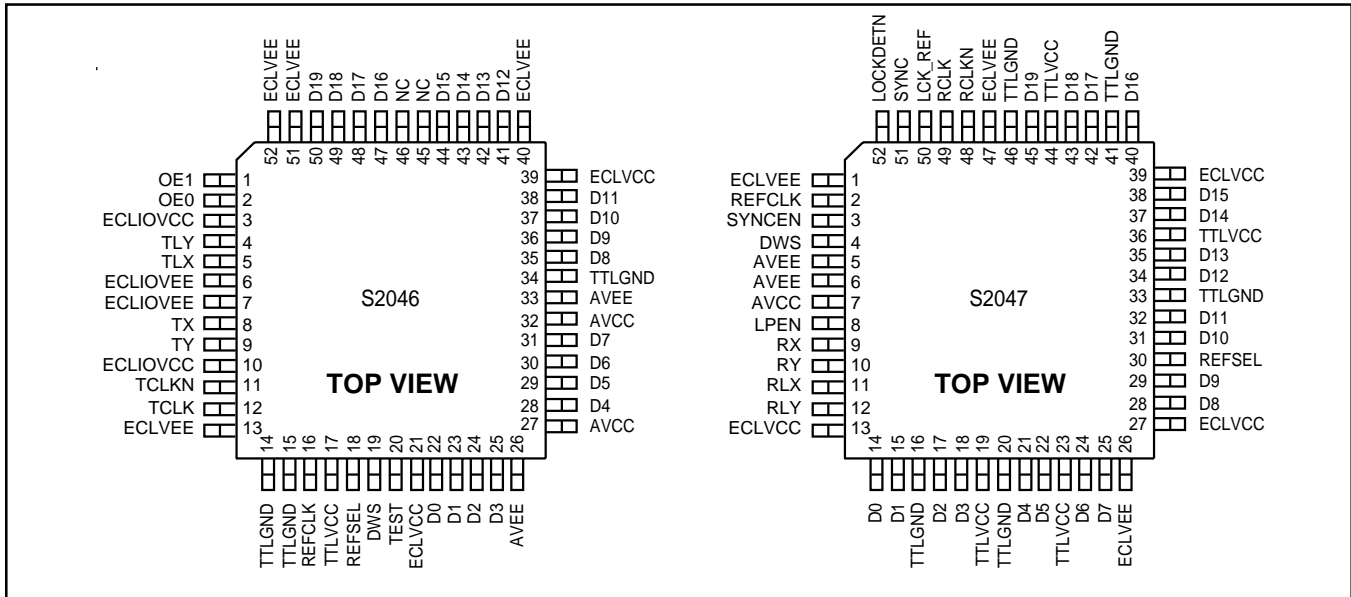 ECLVEE
ECLVEE
D19
D18
D17
D16
NC
NC
D15
D14
D13
D12
ECLVEE
52
51
50
49
48
47
46
45
44
43
42
41
40
OE1 1
OE0 2
ECLIOVCC 3
TLY 4
TLX 5
ECLIOVEE 6
ECLIOVEE 7
TX 8
TY 9
ECLIOVCC 10
TCLKN 11
TCLK 12
ECLVEE 13
S2046
TOP VIEW
39 ECLVCC
38 D11
37 D10
36 D9
35 D8
34 TTLGND
33 AVEE
32 AVCC
31 D7
30 D6
29 D5
28 D4
27 AVCC
14
15
16
17
18
19
20
21
22
23
24
25
26
TTLGND
TTLGND
REFCLK
TTLVCC
REFSEL
DWS
TEST
ECLVCC
D0
D1
D2
D3
AVEE
LOCKDETN
SYNC
LCK_REF
RCLK
RCLKN
ECLVEE
TTLGND
D19
TTLVCC
D18
D17
TTLGND
D16
52
51
50
49
48
47
46
45
44
43
42
41
40
ECLVEE 1
REFCLK 2
SYNCEN 3
DWS 4
AVEE 5
AVEE 6
AVCC 7
LPEN 8
RX 9
RY 10
RLX 11
RLY 12
ECLVCC 13
S2047
TOP VIEW
39 ECLVCC
38 D15
37 D14
36 TTLVCC
35 D13
34 D12
33 TTLGND
32 D11
31 D10
30 REFSEL
29 D9
28 D8
27 ECLVCC
14
15
16
17
18
19
20
21
22
23
24
25
26
D0
D1
TTLGND
D2
D3
TTLVCC
TTLGND
D4
D5
TTLVCC
D6
D7
ECLVEE